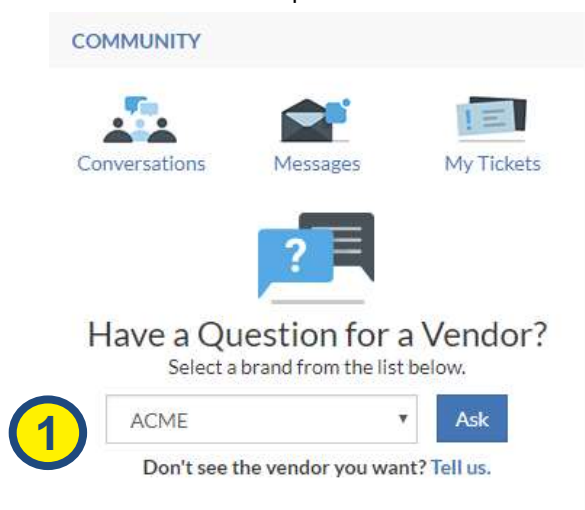 COMMUNITY
Conversations Messages My Tickets
?
Have a Question for a Vendor?
Select a brand from the list below.
1 ACME Ask
Don't see the vendor you want? Tell us.